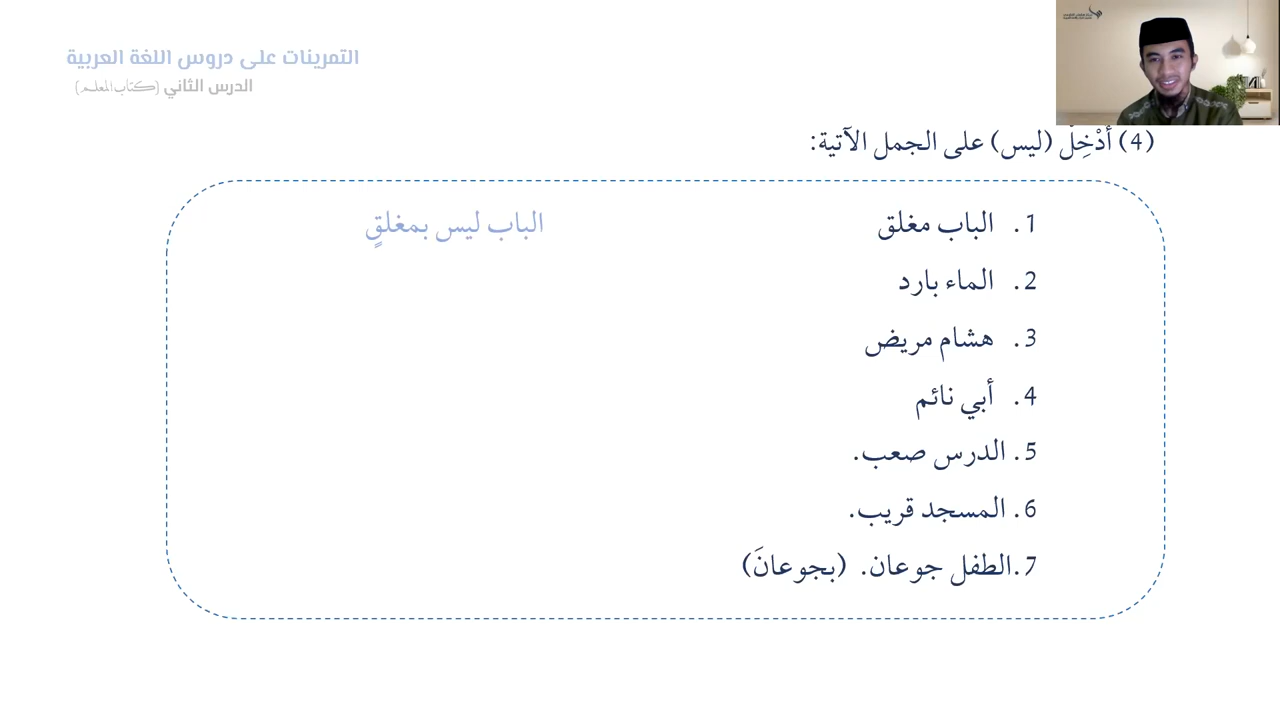 التمرينات على دروس اللغة العربية
الدرس الثاني (كتاب المعلم)
(4) أدْخِلْ (ليس) على الجمل الآتية:
1. الباب مغلق
الباب ليس بمغلقٍ
2. الماء بارد
3. هشام مريض
4. أبي نائم
5. الدرس صعب.
6. المسجد قريب.
7.الطفل جوعان. (بجوعانَ)